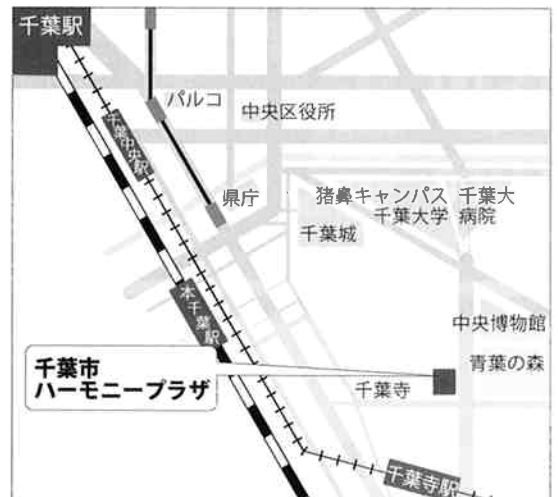 千葉駅
パルコ
中央区役所
千葉中央駅
県庁
猪鼻キャンパス 千葉大
千葉大学 病院
千葉城
本千葉駅
中央博物館
青葉の森
千葉市
ハーモニープラザ
千葉寺
千葉寺駅